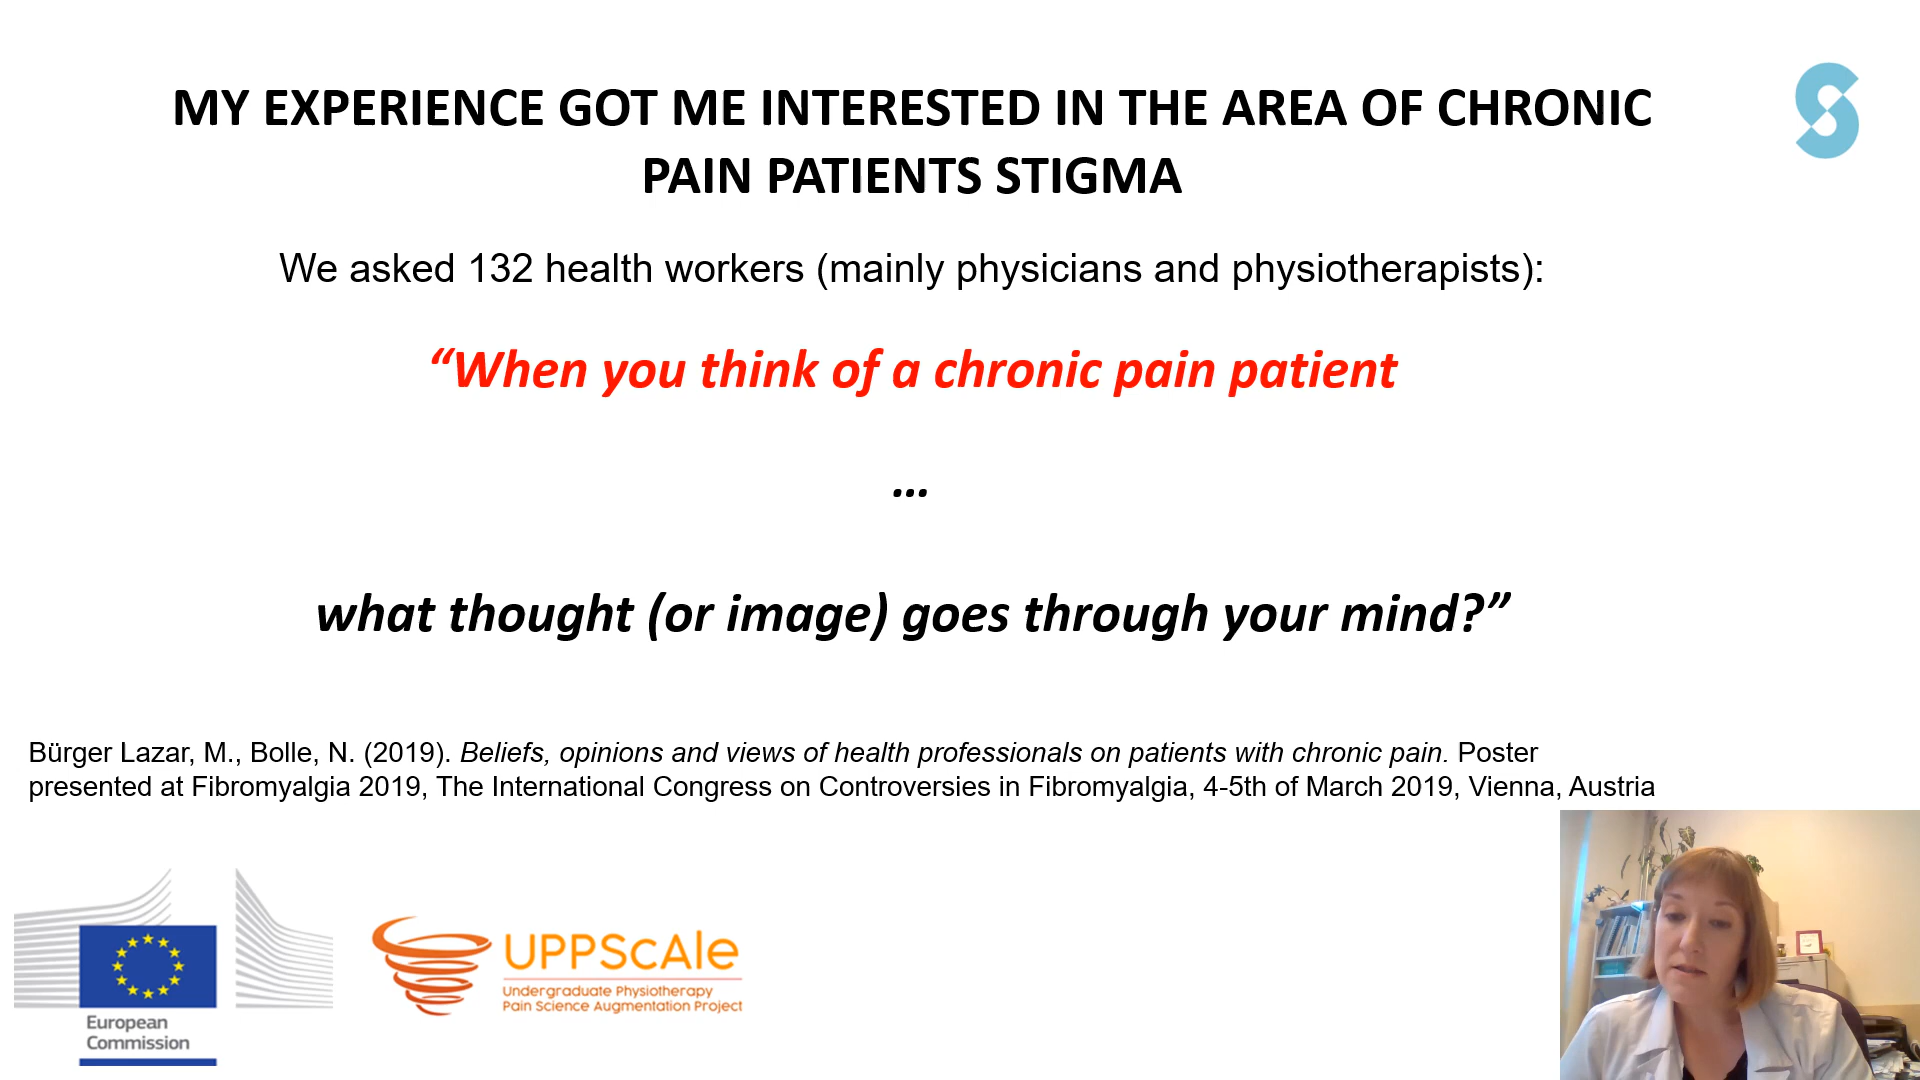 MY EXPERIENCE GOT ME INTERESTED IN THE AREA OF CHRONIC
PAIN PATIENTS STIGMA
We asked 132 health workers (mainly physicians and physiotherapists):
“When you think of a chronic pain patient
...
what thought (or image) goes through your mind?”
Bürger Lazar, M., Bolle, N. (2019). Beliefs, opinions and views of health professionals on patients with chronic pain. Poster
presented at Fibromyalgia 2019, The International Congress on Controversies in Fibromyalgia, 4-5th of March 2019, Vienna, Austria
European
Commission
UPPScAle
Undergraduate Physiotherapy
Pain Science Augmentation Project